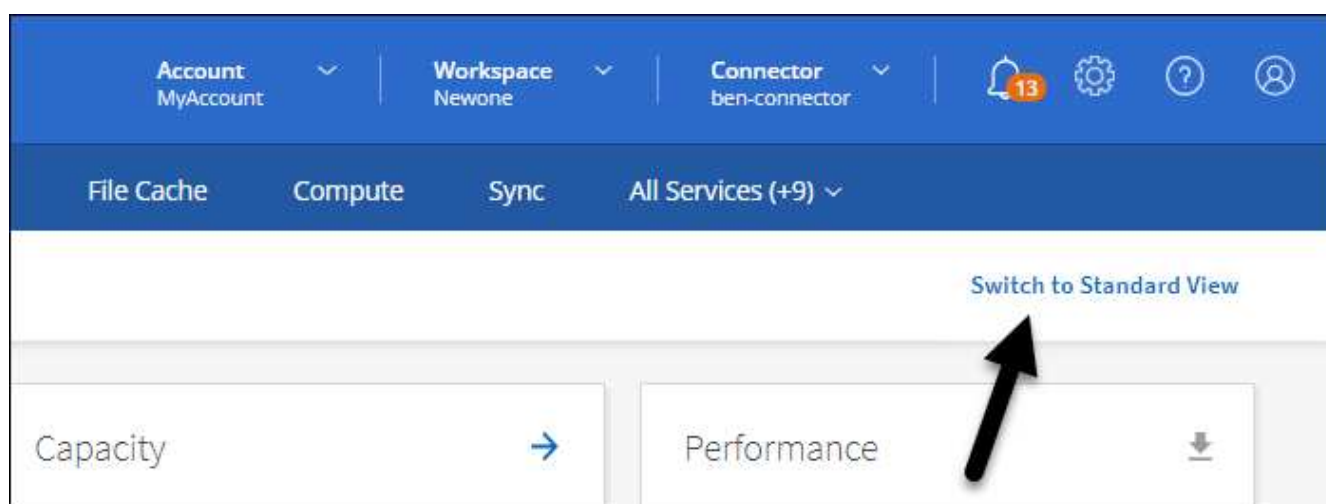 Account
MyAccount
Workspace
Newone
Connector
ben-connector
13
File Cache Compute Sync All Services (+9)
Switch to Standard View
Capacity
Performance